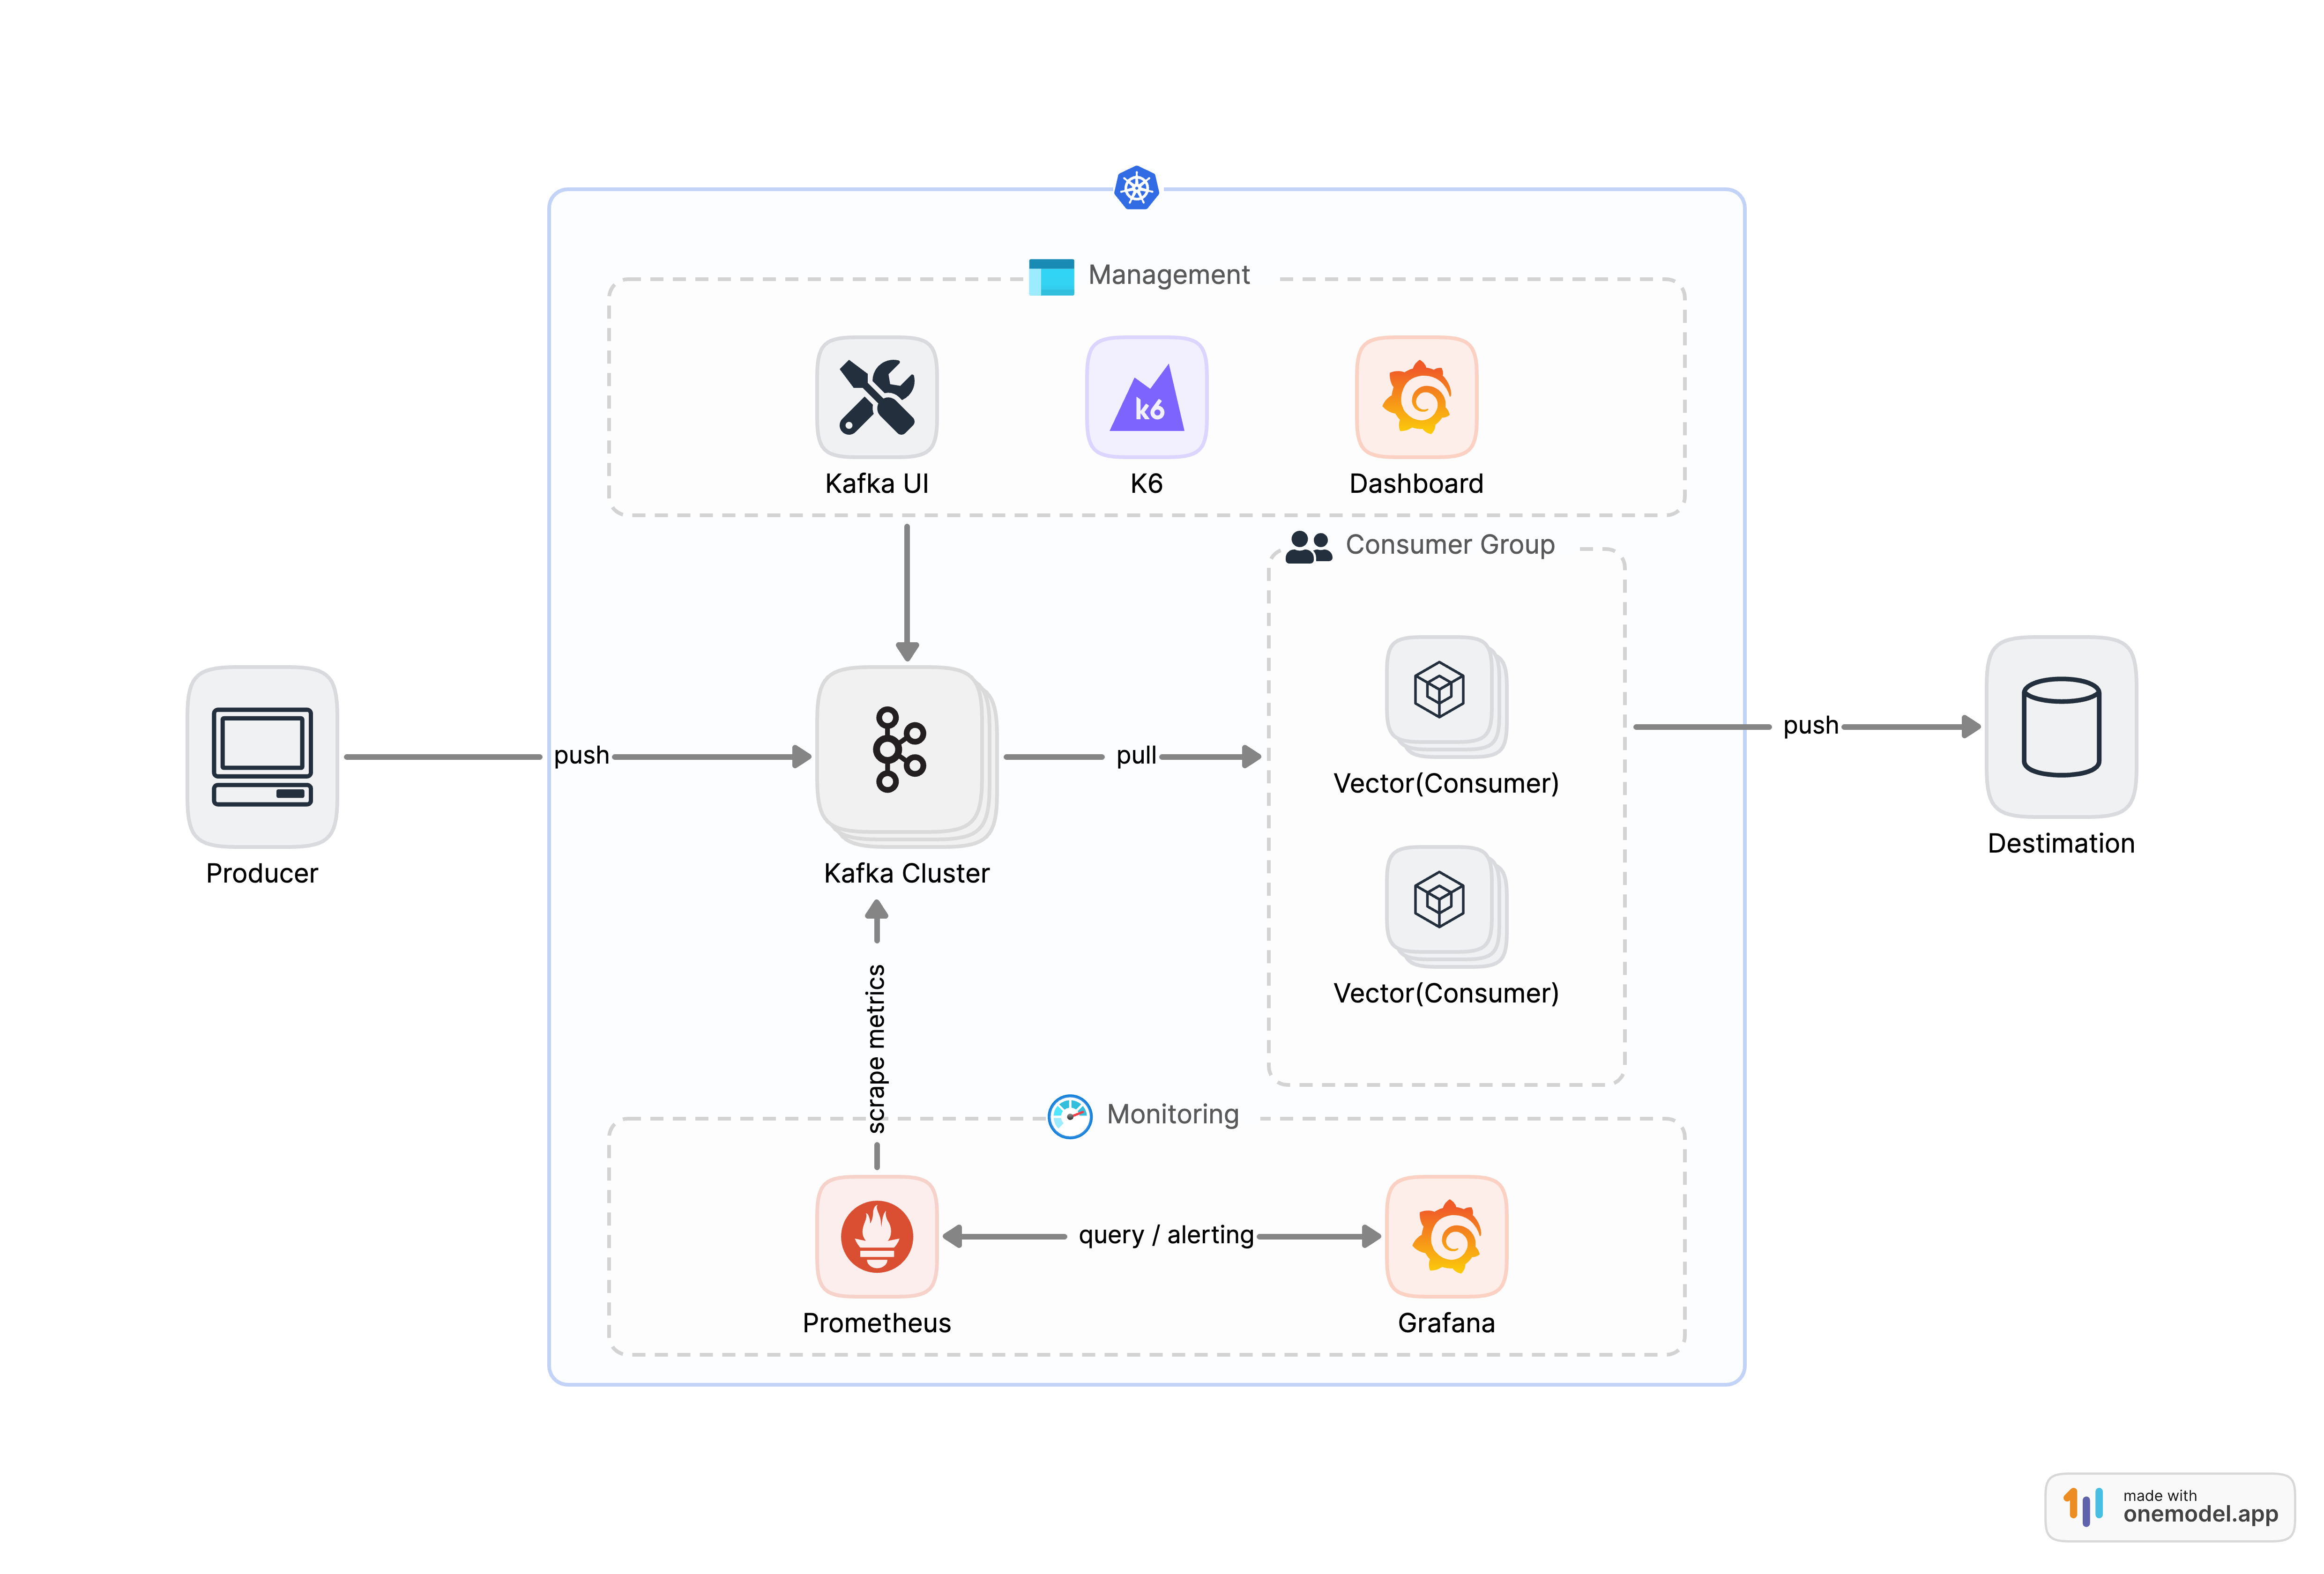 Management
Kafka UI
k6
K6
Dashboard
Consumer Group
Vector(Consumer)
Vector(Consumer)
Producer
push
Kafka Cluster
pull
push
Destimation
scrape metrics
Monitoring
Prometheus
query / alerting
Grafana
made with
onemodel.app